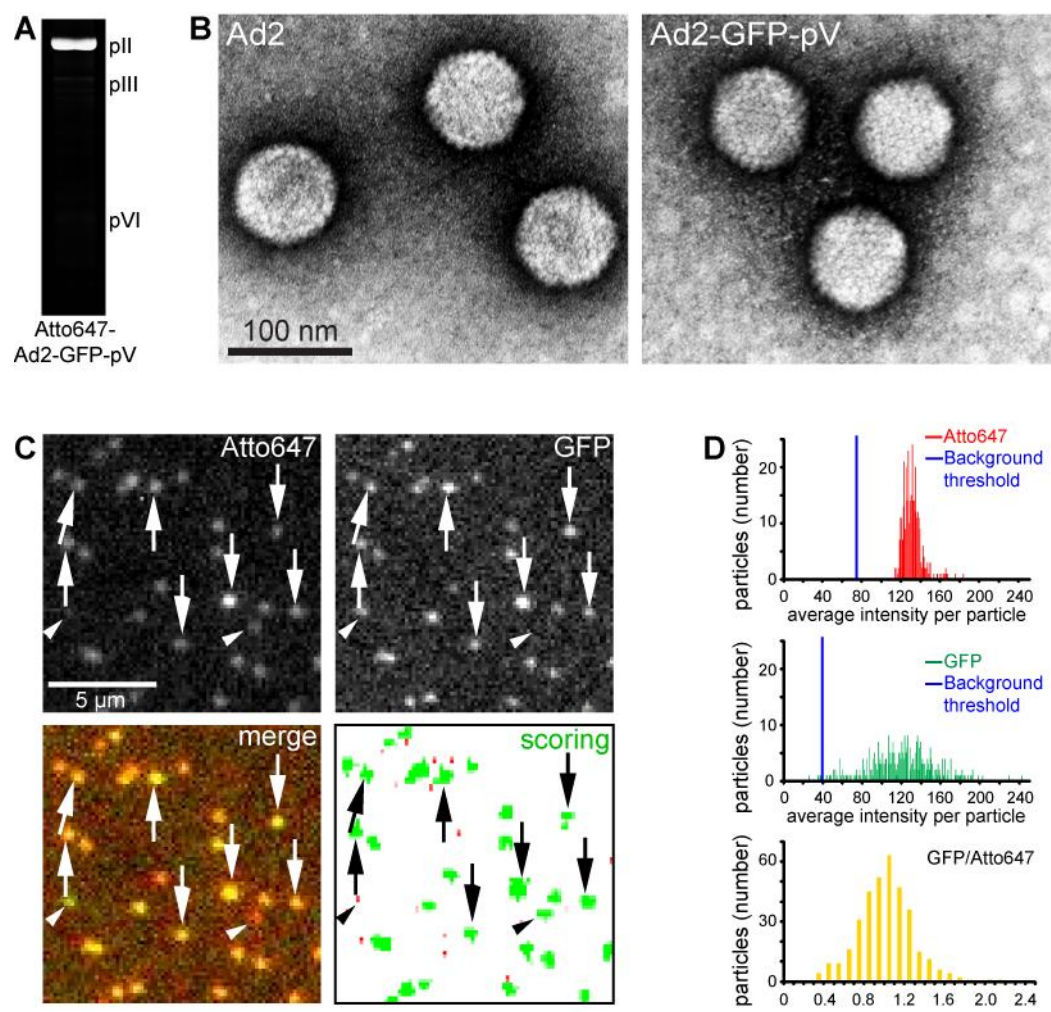 A
pII
pIII
pVI
Atto647-
Ad2-GFP-pV
B
Ad2
Ad2-GFP-pV
100 nm
C
Atto647
GFP
5 µm
merge
scoring
D
particles (number)
20
10
0
Atto647
Background
threshold
0 40 80 120 160 200 240
average intensity per particle
particles (number)
20
10
0
GFP
Background
threshold
0 40 80 120 160 200 240
average intensity per particle
particles (number)
60
30
0
GFP/Atto647
0 0.4 0.8 1.2 1.6 2.0 2.4